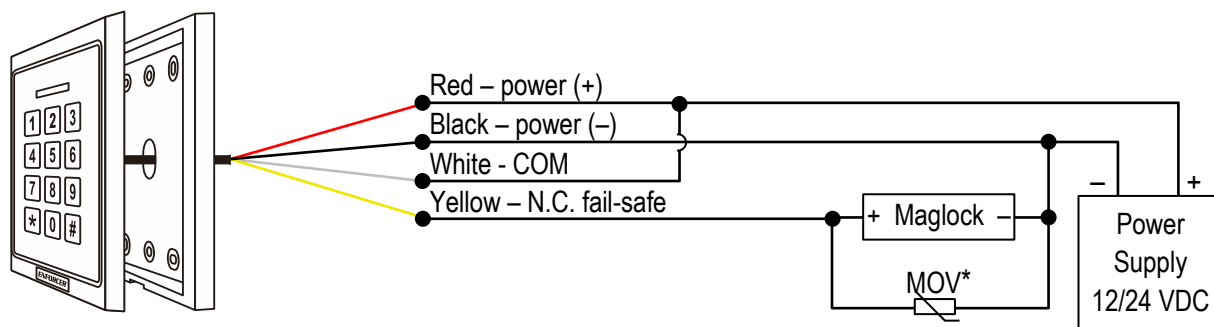 Red – power (+)
Black – power (–)
White - COM
Yellow – N.C. fail-safe
+ Maglock –
MOV*
– +
Power
Supply
12/24 VDC
1 2 3
4 5 6
7 8 9
* 0 #
ENFORCER